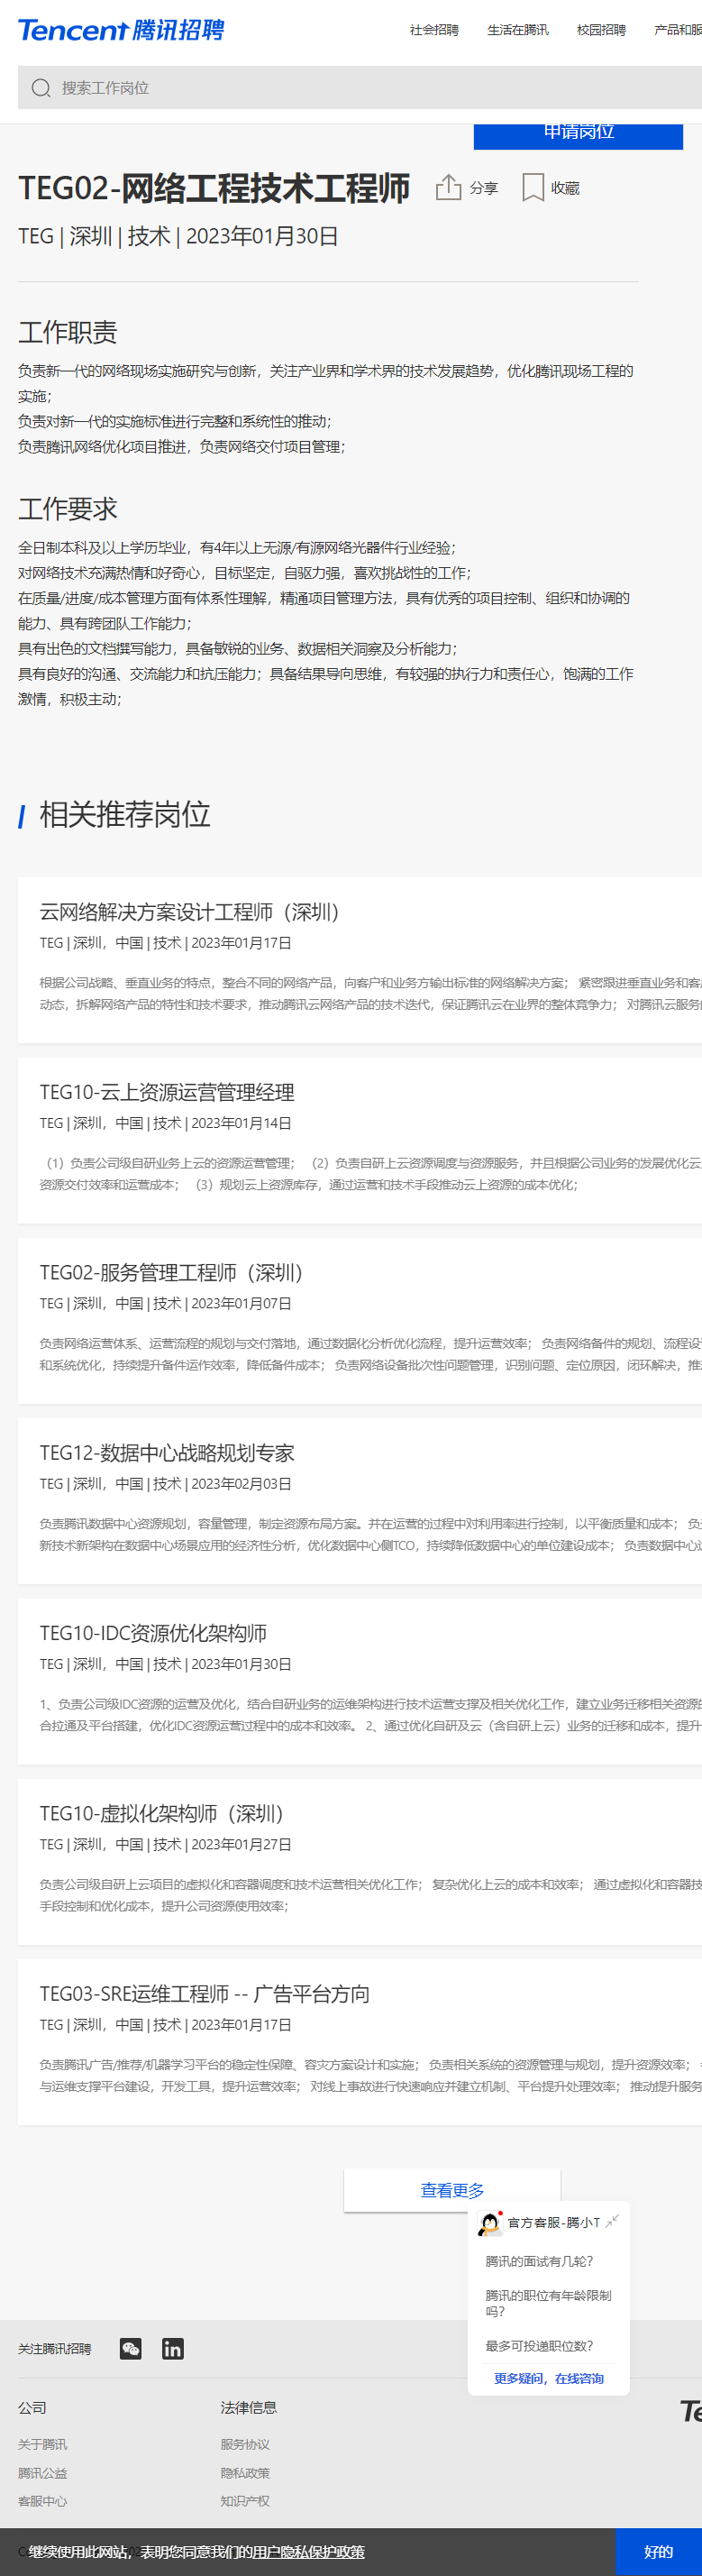 Tencent 腾讯招聘
社会招聘 生活在腾讯 校园招聘 产品和服
搜索工作岗位
申请岗位
TEG02-网络工程技术工程师 分享 收藏
TEG | 深圳 | 技术 | 2023年01月30日
工作职责
负责新一代的网络现场实施研究与创新，关注产业界和学术界的技术发展趋势，优化腾讯现场工程的
实施；
负责对新一代的实施标准进行完整和系统性的推动；
负责腾讯网络优化项目推进，负责网络交付项目管理；
工作要求
全日制本科及以上学历毕业，有4年以上无源/有源网络光器件行业经验；
对网络技术充满热情和好奇心，目标坚定，自驱力强，喜欢挑战性的工作；
在质量/进度/成本管理方面有体系性理解，精通项目管理方法，具有优秀的项目控制、组织和协调的
能力、具有跨团队工作能力；
具有出色的文档撰写能力，具备敏锐的业务、数据相关洞察及分析能力；
具有良好的沟通、交流能力和抗压能力；具备结果导向思维，有较强的执行力和责任心，饱满的工作
激情，积极主动；
相关推荐岗位
云网络解决方案设计工程师（深圳）
TEG | 深圳，中国 | 技术 | 2023年01月17日
根据公司战略、垂直业务的特点，整合不同的网络产品，向客户和业务方输出标准的网络解决方案； 紧密跟进垂直业务和客
动态，拆解网络产品的特性和技术要求，推动腾讯云网络产品的技术迭代，保证腾讯云在业界的整体竞争力； 对腾讯云服务
TEG10-云上资源运营管理经理
TEG | 深圳，中国 | 技术 | 2023年01月14日
（1）负责公司级自研业务上云的资源运营管理； （2）负责自研上云资源调度与资源服务，并且根据公司业务的发展优化云
资源交付效率和运营成本； （3）规划云上资源库存，通过运营和技术手段推动云上资源的成本优化；
TEG02-服务管理工程师（深圳）
TEG | 深圳，中国 | 技术 | 2023年01月07日
负责网络运营体系、运营流程的规划与交付落地，通过数据化分析优化流程，提升运营效率； 负责网络备件的规划、流程设
和系统优化，持续提升备件运作效率，降低备件成本； 负责网络设备批次性问题管理，识别问题、定位原因，闭环解决，推
TEG12-数据中心战略规划专家
TEG | 深圳，中国 | 技术 | 2023年02月03日
负责腾讯数据中心资源规划，容量管理，制定资源布局方案。并在运营的过程中对利用率进行控制，以平衡质量和成本； 负
新技术新架构在数据中心场景应用的经济性分析，优化数据中心侧TCO，持续降低数据中心的单位建设成本； 负责数据中心
TEG10-IDC资源优化架构师
TEG | 深圳，中国 | 技术 | 2023年01月30日
1、负责公司级IDC资源的运营及优化，结合自研业务的运维架构进行技术运营支撑及相关优化工作，建立业务迁移相关资源的
合拉通及平台搭建，优化IDC资源运营过程中的成本和效率。 2、通过优化自研及云（含自研上云）业务的迁移和成本，提升
TEG10-虚拟化架构师（深圳）
TEG | 深圳，中国 | 技术 | 2023年01月27日
负责公司级自研上云项目的虚拟化和容器调度和技术运营相关优化工作； 复杂优化上云的成本和效率； 通过虚拟化和容器技
手段控制和优化成本，提升公司资源使用效率；
TEG03-SRE运维工程师 -- 广告平台方向
TEG | 深圳，中国 | 技术 | 2023年01月17日
负责腾讯广告/推荐/机器学习平台的稳定性保障、容灾方案设计和实施； 负责相关系统的资源管理与规划，提升资源效率；
与运维支撑平台建设，开发工具，提升运营效率； 对线上事故进行快速响应并建立机制、平台提升处理效率； 推动提升服务
查看更多
官方客服-腾小T
腾讯的面试有几轮？
腾讯的职位有年龄限制
吗？
最多可投递职位数？
更多疑问，在线咨询
关注腾讯招聘
公司 法律信息
关于腾讯 服务协议
腾讯公益 隐私政策
客服中心 知识产权
继续使用此网站，表明您同意我们的用户隐私保护政策 好的